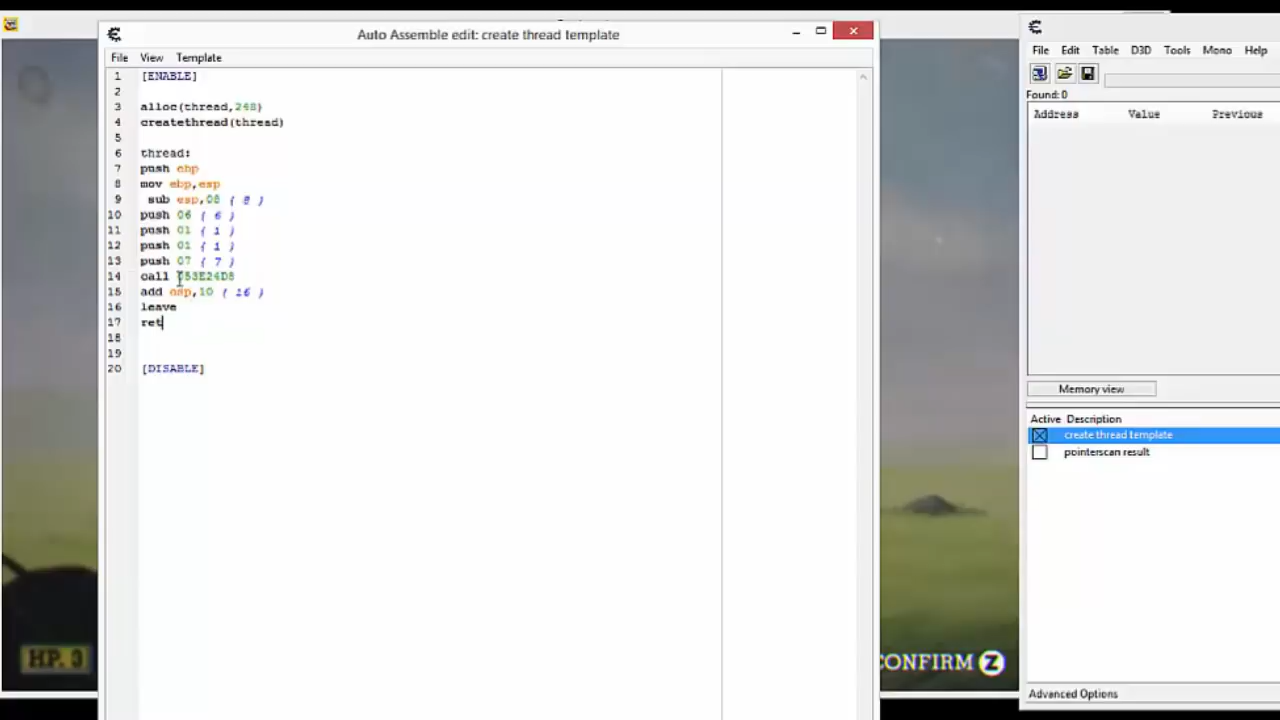 Auto Assemble edit: create thread template
File View Template
1 [ENABLE]
2
3 alloc(thread,248)
4 createthread(thread)
5
6 thread:
7 push ebp
8 mov ebp,esp
9 sub esp,08 ( 8 )
10 push 06 ( 6 )
11 push 01 ( 1 )
12 push 01 ( 1 )
13 push 07 ( 7 )
14 call
15 add esp,10 ( 16 )
16 leave
17 ret
18
19
20 [DISABLE]
File Edit Table D3D Tools Mono Help
Found: 0
Address Value Previous
Memory view
Active Description
create thread template
pointerscan result
Advanced Options
HP. 3
CONFIRM Z